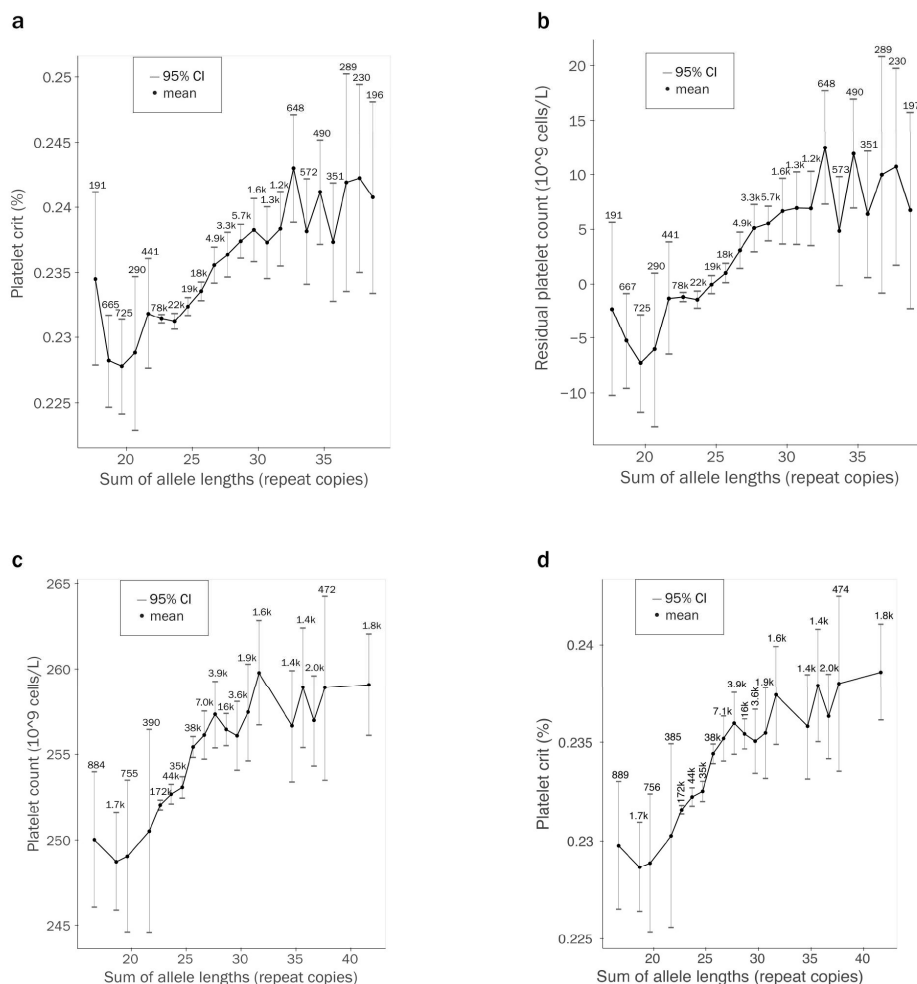 a
Platelet crit (%)
0.25
0.245
0.24
0.235
0.23
0.225
95% CI
mean
191
665
725
290
441
78k
22k
19k
18k
4.9k
3.3k
5.7k
1.6k
1.3k
1.2k
648
572
490
351
289
230
196
20 25 30 35
Sum of allele lengths (repeat copies)
b
Residual platelet count (10^9 cells/L)
20
15
10
5
0
−5
−10
95% CI
mean
191
667
725
290
441
78k
22k
19k
18k
4.9k
3.3k
5.7k
1.6k
1.3k
1.2k
648
573
490
351
289
230
197
20 25 30 35
Sum of allele lengths (repeat copies)
c
Platelet count (10^9 cells/L)
265
260
255
250
245
95% CI
mean
884
1.7k
755
390
172k
44k
35k
38k
7.0k
3.9k
16k
3.6k
1.9k
1.6k
1.4k
1.4k
2.0k
472
1.8k
20 25 30 35 40
Sum of allele lengths (repeat copies)
d
Platelet crit (%)
0.24
0.235
0.23
0.225
95% CI
mean
889
1.7k
756
385
172k
44k
35k
38k
7.1k
3.9k
16k
3.6k
1.9k
1.6k
1.4k
1.4k
2.0k
474
1.8k
20 25 30 35 40
Sum of allele lengths (repeat copies)